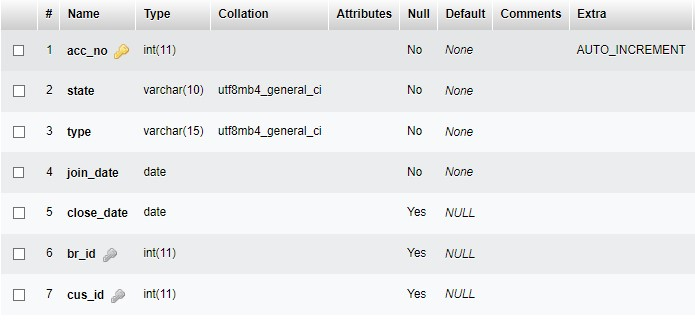 # Name Type Collation Attributes Null Default Comments Extra
1 acc_no int(11) No None AUTO_INCREMENT
2 state varchar(10) utf8mb4_general_ci No None
3 type varchar(15) utf8mb4_general_ci No None
4 join_date date No None
5 close_date date Yes NULL
6 br_id int(11) Yes NULL
7 cus_id int(11) Yes NULL